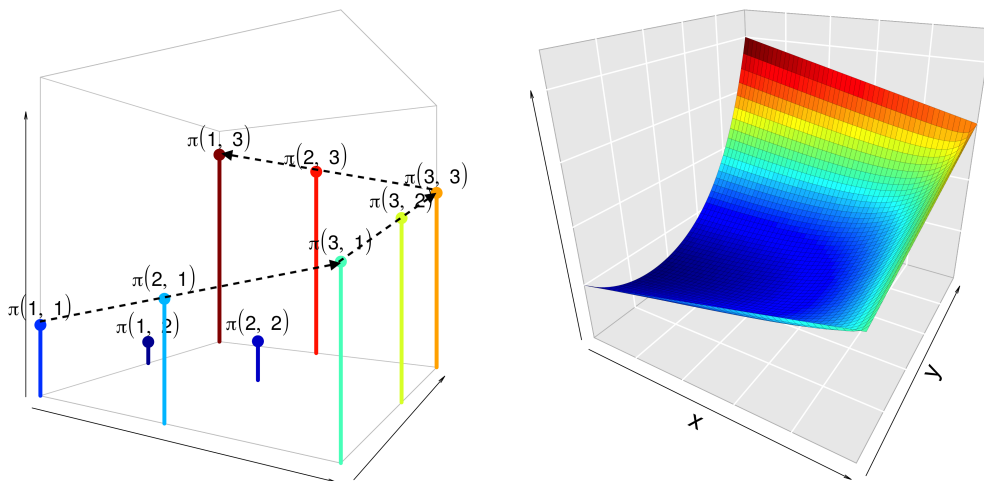 π(1, 3)
π(2, 3)
π(3, 3)
π(3, 2)
π(3, 1)
π(2, 1)
π(1, 1)
π(1, 2)
π(2, 2)
x
y